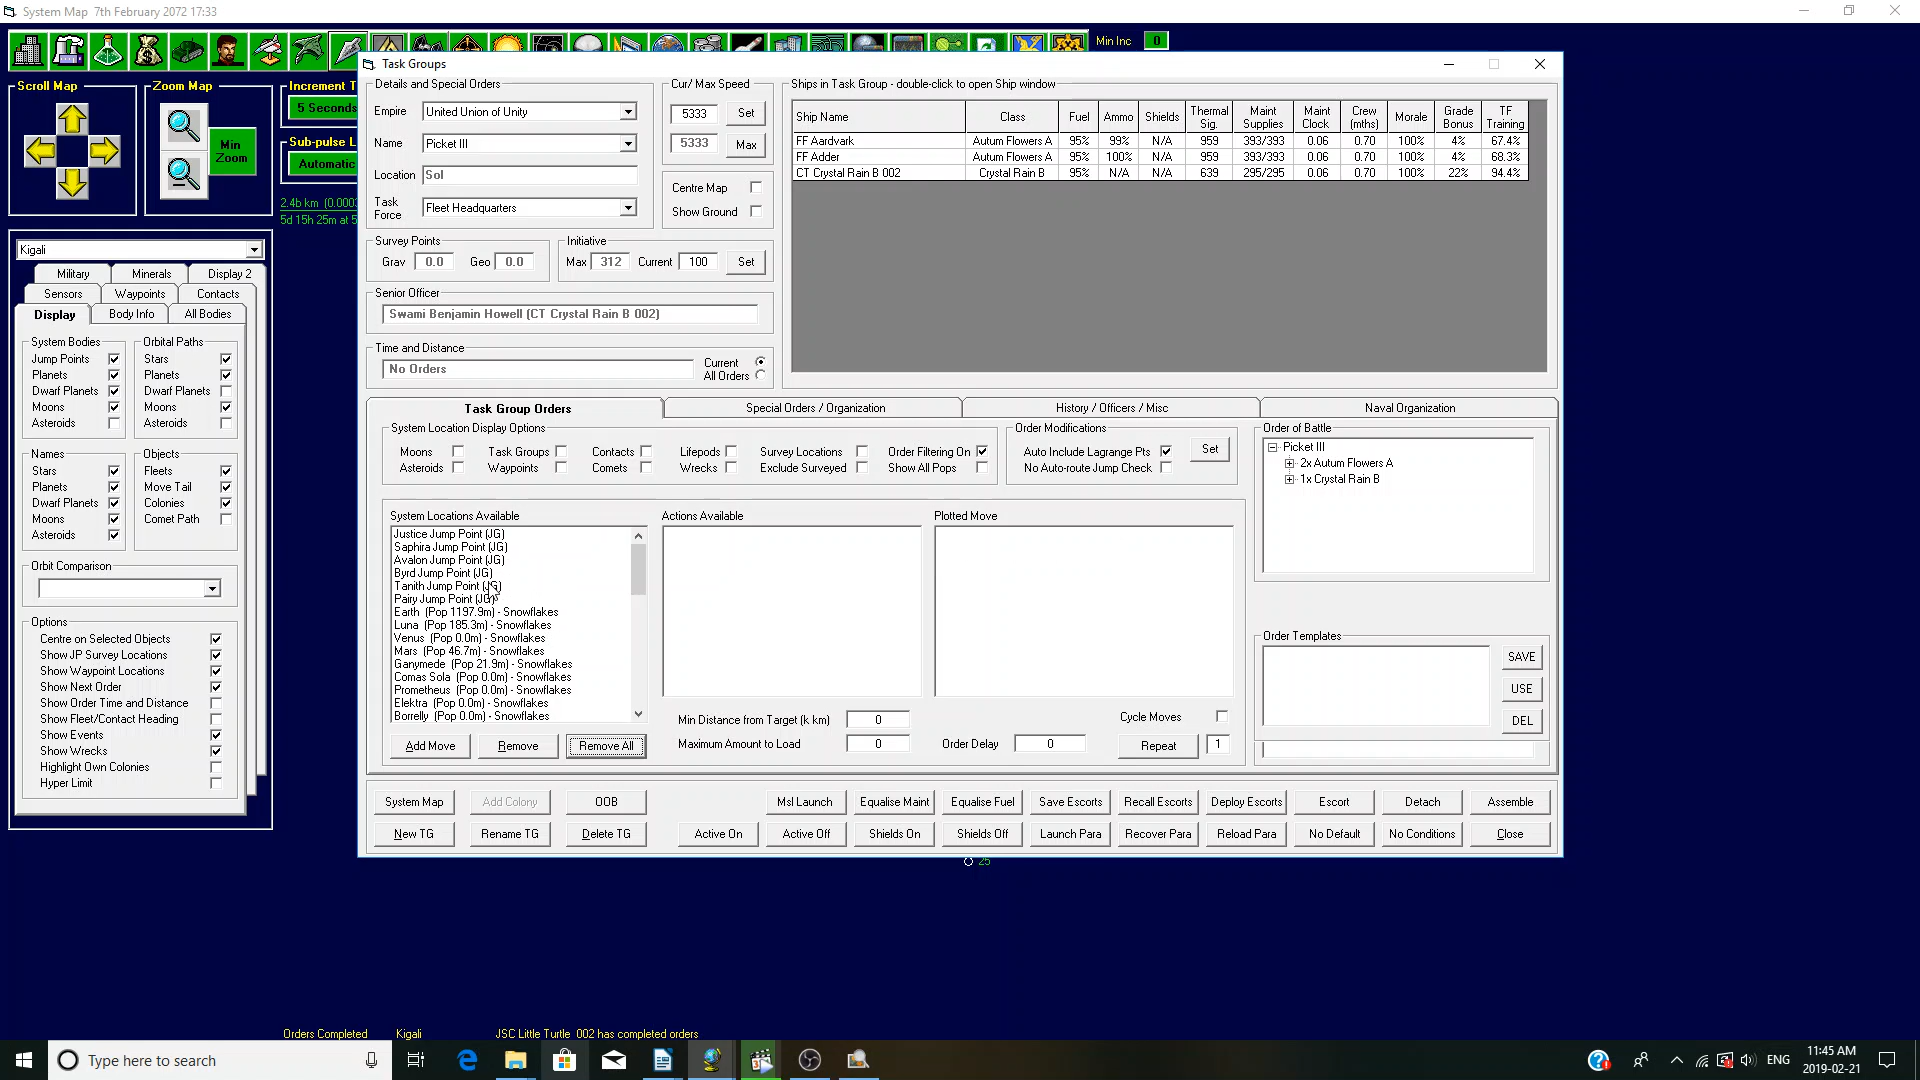 System Map 7th February 2072 17:33
Min Inc 0
Scroll Map
Zoom Map
Min Zoom
Increment T
5 Seconds
Sub-pulse L
Automatic
2.4b km (0.000
5d 15h 25m at 5
Kigali
Military Minerals Display 2
Sensors Waypoints Contacts
Display Body Info All Bodies
System Bodies
Jump Points
Planets
Dwarf Planets
Moons
Asteroids
Orbital Paths
Stars
Planets
Dwarf Planets
Moons
Asteroids
Names
Stars
Planets
Dwarf Planets
Moons
Asteroids
Objects
Fleets
Move Tail
Colonies
Comet Path
Orbit Comparison
Options
Centre on Selected Objects
Show JP Survey Locations
Show Waypoint Locations
Show Next Order
Show Order Time and Distance
Show Fleet/Contact Heading
Show Events
Show Wrecks
Highlight Own Colonies
Hyper Limit
Task Groups
Details and Special Orders
Empire United Union of Unity
Name Picket III
Location Sol
Task Force Fleet Headquarters
Cur/ Max Speed
5333 Set
5333 Max
Centre Map
Show Ground
Survey Points
Grav 0.0 Geo 0.0
Initiative
Max 312 Current 100 Set
Senior Officer
Swami Benjamin Howell (CT Crystal Rain B 002)
Time and Distance
No Orders
Current
All Orders
Ships in Task Group - double-click to open Ship window
Ship Name Class Fuel Ammo Shields Thermal Sig. Maint Supplies Maint Clock Crew (mths) Morale Grade Bonus TF Training
FF Aardvark Autum Flowers A 95% 99% N/A 959 393/393 0.06 0.70 100% 4% 67.4%
FF Adder Autum Flowers A 95% 100% N/A 959 393/393 0.06 0.70 100% 4% 68.3%
CT Crystal Rain B 002 Crystal Rain B 95% N/A N/A 639 295/295 0.06 0.70 100% 22% 94.4%
Task Group Orders Special Orders / Organization History / Officers / Misc Naval Organization
System Location Display Options
Moons Task Groups Contacts Lifepods Survey Locations Order Filtering On
Asteroids Waypoints Comets Wrecks Exclude Surveyed Show All Pops
Order Modifications
Auto Include Lagrange Pts
No Auto-route Jump Check
Set
Order of Battle
Picket III
2x Autum Flowers A
1x Crystal Rain B
System Locations Available
Justice Jump Point (JG)
Saphira Jump Point (JG)
Avalon Jump Point (JG)
Byrd Jump Point (JG)
Tanith Jump Point (JG)
Pairy Jump Point (JG)
Earth (Pop 1197.9m) - Snowflakes
Luna (Pop 185.3m) - Snowflakes
Venus (Pop 0.0m) - Snowflakes
Mars (Pop 46.7m) - Snowflakes
Ganymede (Pop 21.9m) - Snowflakes
Comas Sola (Pop 0.0m) - Snowflakes
Prometheus (Pop 0.0m) - Snowflakes
Elektra (Pop 0.0m) - Snowflakes
Borrelly (Pop 0.0m) - Snowflakes
Actions Available
Plotted Move
Add Move Remove Remove All
Min Distance from Target (k km) 0
Maximum Amount to Load 0
Order Delay 0
Cycle Moves
Repeat 1
Order Templates
SAVE
USE
DEL
System Map Add Colony OOB Msl Launch Equalise Maint Equalise Fuel Save Escorts Recall Escorts Deploy Escorts Escort Detach Assemble
New TG Rename TG Delete TG Active On Active Off Shields On Shields Off Launch Para Recover Para Reload Para No Default No Conditions Close
25
Orders Completed Kigali JSC Little Turtle 002 has completed orders
Type here to search
ENG
11:45 AM
2019-02-21